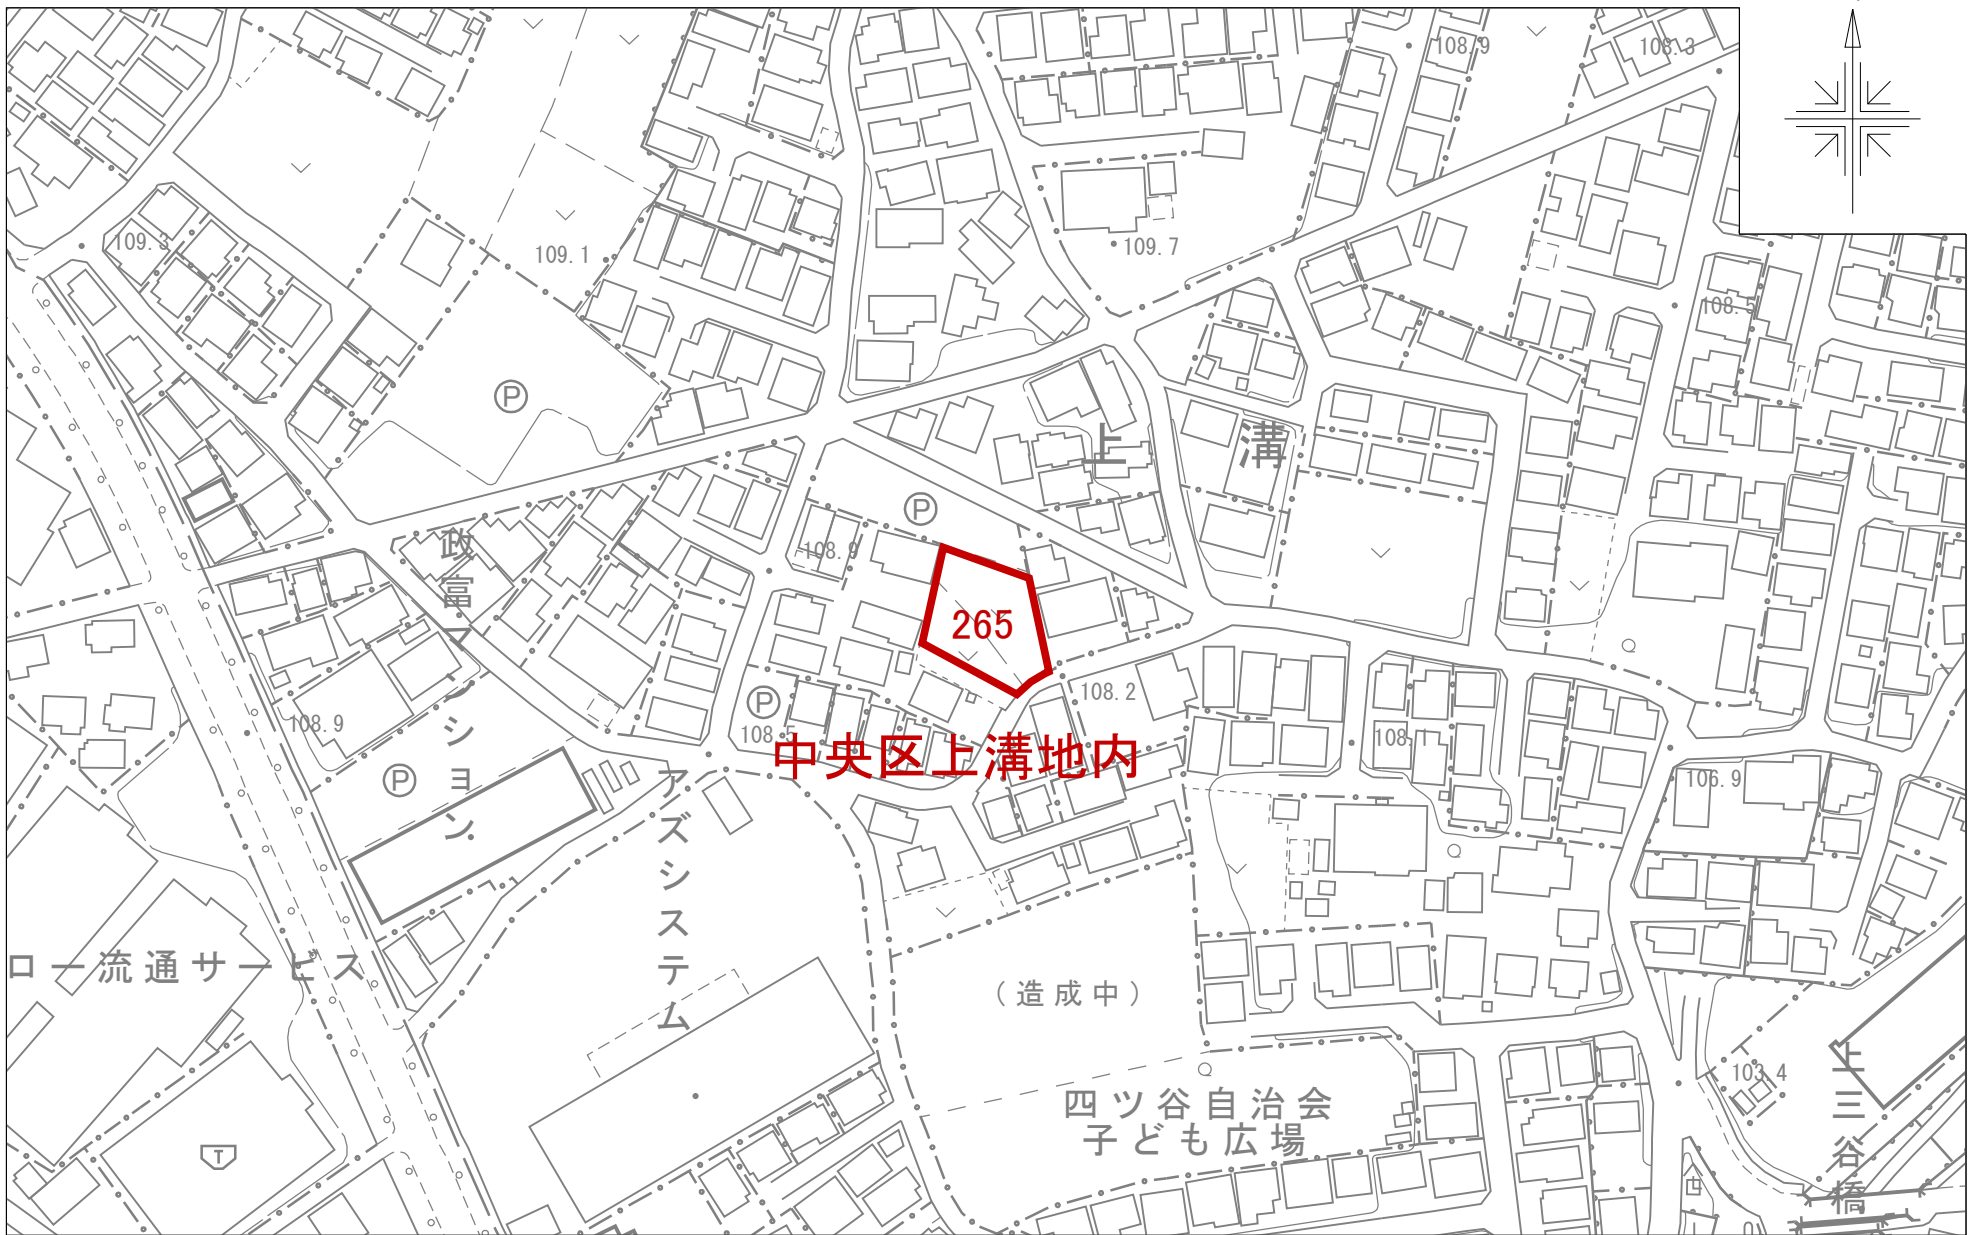 108.9
108.3
109.3
109.1
109.7
108.5
P
上溝
P
政富マンション
108.9
265
P
108.2
108.9
108.5
中央区上溝地内
108.1
P
106.9
アズシステム
ロー流通サービス
(造成中)
103.4
四ツ谷自治会
子ども広場
上三谷橋